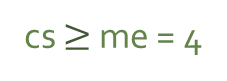 cs ≥ me = 4